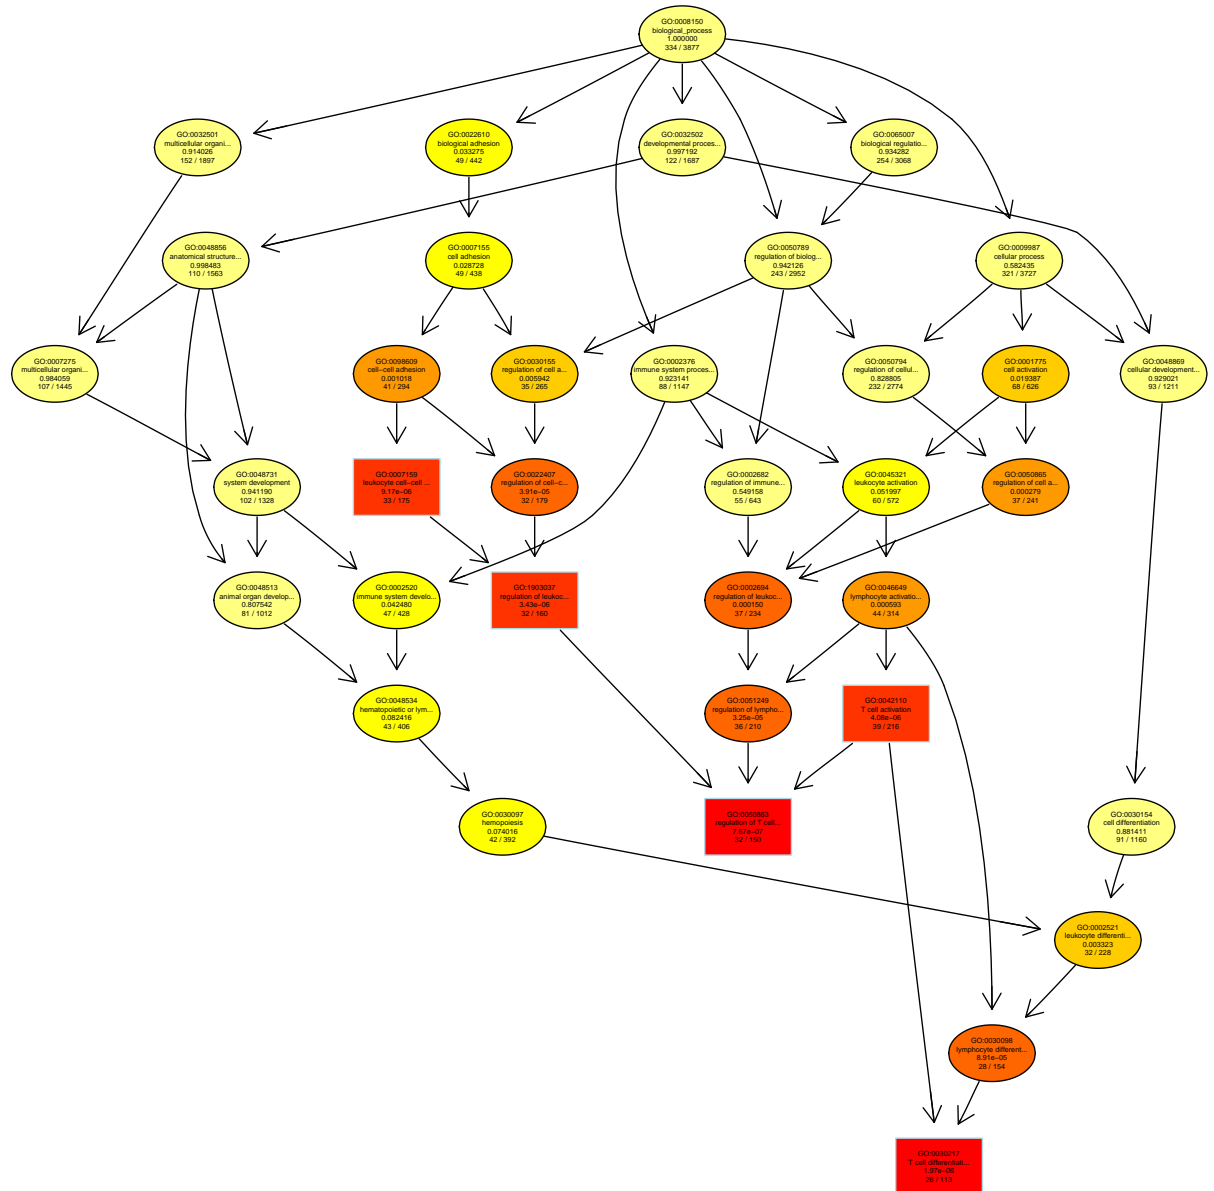 GO:0008150
biological_process
1.000000
334 / 3877
GO:0032501
multicellular organi...
0.914026
152 / 1897
GO:0022610
biological adhesion
0.033275
49 / 442
GO:0032502
developmental proces...
0.997192
122 / 1687
GO:0065007
biological regulatio...
0.934282
254 / 3068
GO:0048856
anatomical structure...
0.998483
110 / 1563
GO:0007155
cell adhesion
0.028728
49 / 438
GO:0050789
regulation of biolog...
0.942126
243 / 2952
GO:0009987
cellular process
0.582435
321 / 3727
GO:0007275
multicellular organi...
0.984059
107 / 1445
GO:0098609
cell−cell adhesion
0.001018
41 / 294
GO:0030155
regulation of cell a...
0.005942
35 / 265
GO:0002376
immune system proces...
0.923141
88 / 1147
GO:0050794
regulation of cellul...
0.828805
232 / 2774
GO:0001775
cell activation
0.019387
68 / 626
GO:0048869
cellular development...
0.929021
93 / 1211
GO:0048731
system development
0.941190
102 / 1328
GO:0007159
leukocyte cell−cell ...
9.17e−06
33 / 175
GO:0022407
regulation of cell−c...
3.91e−05
32 / 179
GO:0002682
regulation of immune...
0.549158
55 / 643
GO:0045321
leukocyte activation
0.051997
60 / 572
GO:0050865
regulation of cell a...
0.000279
37 / 241
GO:0048513
animal organ develop...
0.807542
81 / 1012
GO:0002520
immune system develo...
0.042480
47 / 428
GO:1903037
regulation of leukoc...
3.43e−06
32 / 160
GO:0002694
regulation of leukoc...
0.000150
37 / 234
GO:0046649
lymphocyte activatio...
0.000593
44 / 314
GO:0048534
hematopoietic or lym...
0.082416
43 / 406
GO:0051249
regulation of lympho...
3.25e−05
36 / 210
GO:0042110
T cell activation
4.08e−06
39 / 216
GO:0030097
hemopoiesis
0.074016
42 / 392
GO:0050863
regulation of T cell...
7.67e−07
32 / 150
GO:0030154
cell differentiation
0.881411
91 / 1160
GO:0002521
leukocyte differenti...
0.003323
32 / 228
GO:0030098
lymphocyte different...
8.91e−05
28 / 154
GO:0030217
T cell differentiati...
1.97e−06
26 / 113